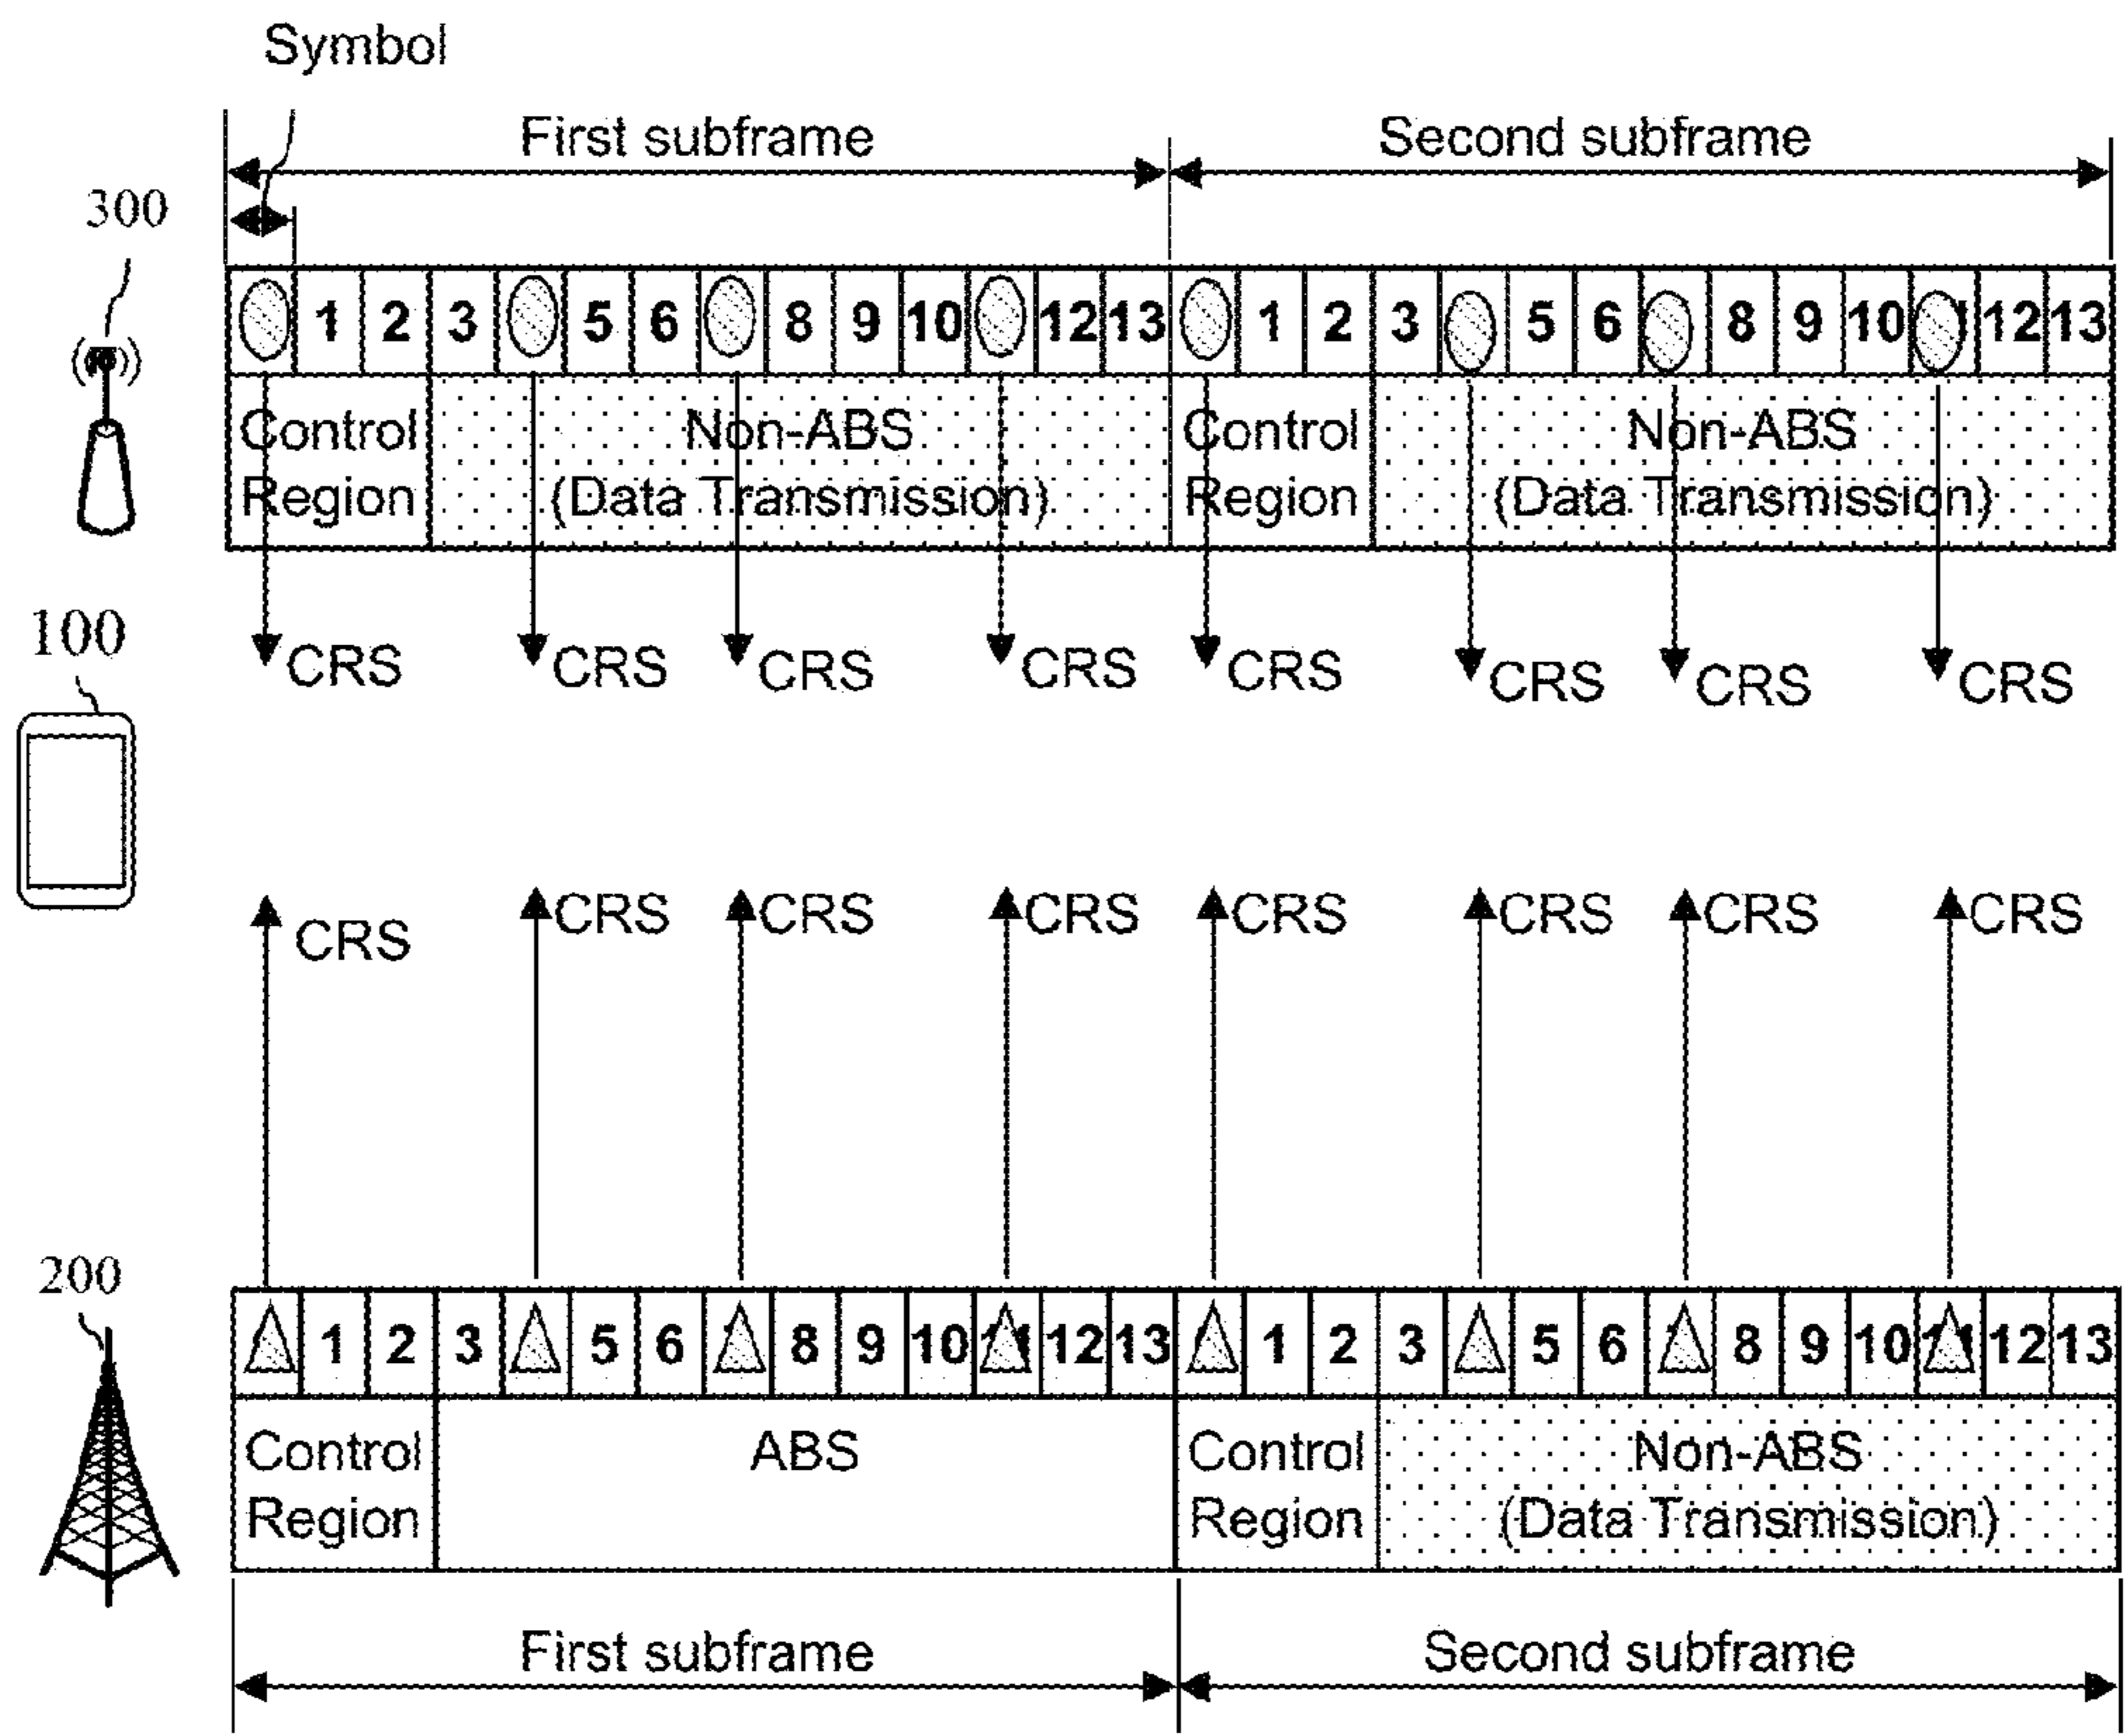 Symbol
First subframe Second subframe
300
1 2 3 5 6 8 9 10 12 13 1 2 3 5 6 8 9 10 12 13
Control Region Non-ABS (Data Transmission) Control Region Non-ABS (Data Transmission)
CRS CRS CRS CRS CRS CRS CRS CRS
100
CRS CRS CRS CRS CRS CRS CRS CRS
200
1 2 3 5 6 8 9 10 11 12 13 1 2 3 5 6 8 9 10 11 12 13
Control Region ABS Control Region Non-ABS (Data Transmission)
First subframe Second subframe